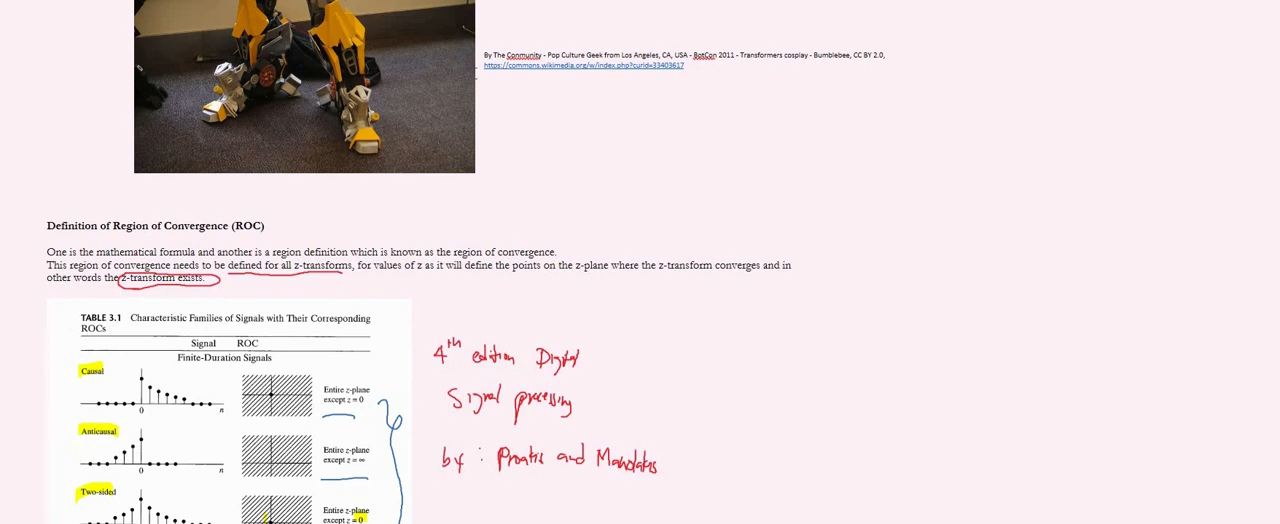 By The Conmunity - Pop Culture Geek from Los Angeles, CA, USA - BotCon 2011 - Transformers cosplay - Bumblebee, CC BY 2.0,
https://commons.wikimedia.org/w/index.php?curid=33403617
Definition of Region of Convergence (ROC)
One is the mathematical formula and another is a region definition which is known as the region of convergence.
This region of convergence needs to be defined for all z-transforms, for values of z as it will define the points on the z-plane where the z-transform converges and in
other words the z-transform exists.
TABLE 3.1 Characteristic Families of Signals with Their Corresponding
ROCs
Signal ROC
Finite-Duration Signals
Causal
0 n
Entire z-plane
except z = 0
Anticausal
0 n
Entire z-plane
except z = ∞
Two-sided
Entire z-plane
except z = 0
4th edition Digital
Signal processing
by : Proakis and Manolakis